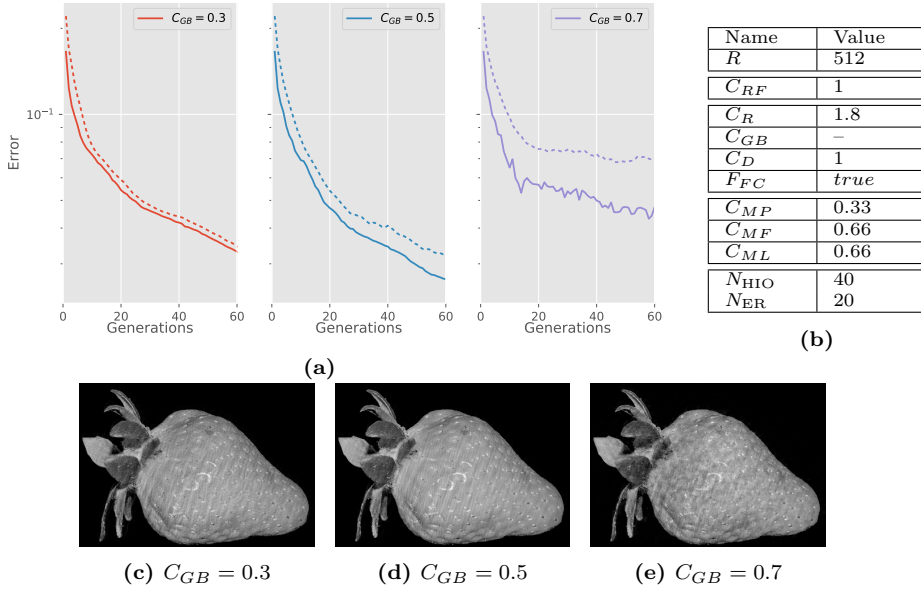 C_GB = 0.3
C_GB = 0.5
C_GB = 0.7
Error
10^-1
10^-1
0 20 40 60
0 20 40 60
0 20 40 60
Generations
Generations
Generations
(a)
Name Value
R 512
C_RF 1
C_R 1.8
C_GB –
C_D 1
F_FC true
C_MP 0.33
C_MF 0.66
C_ML 0.66
N_HIO 40
N_ER 20
(b)
(c) C_GB = 0.3
(d) C_GB = 0.5
(e) C_GB = 0.7